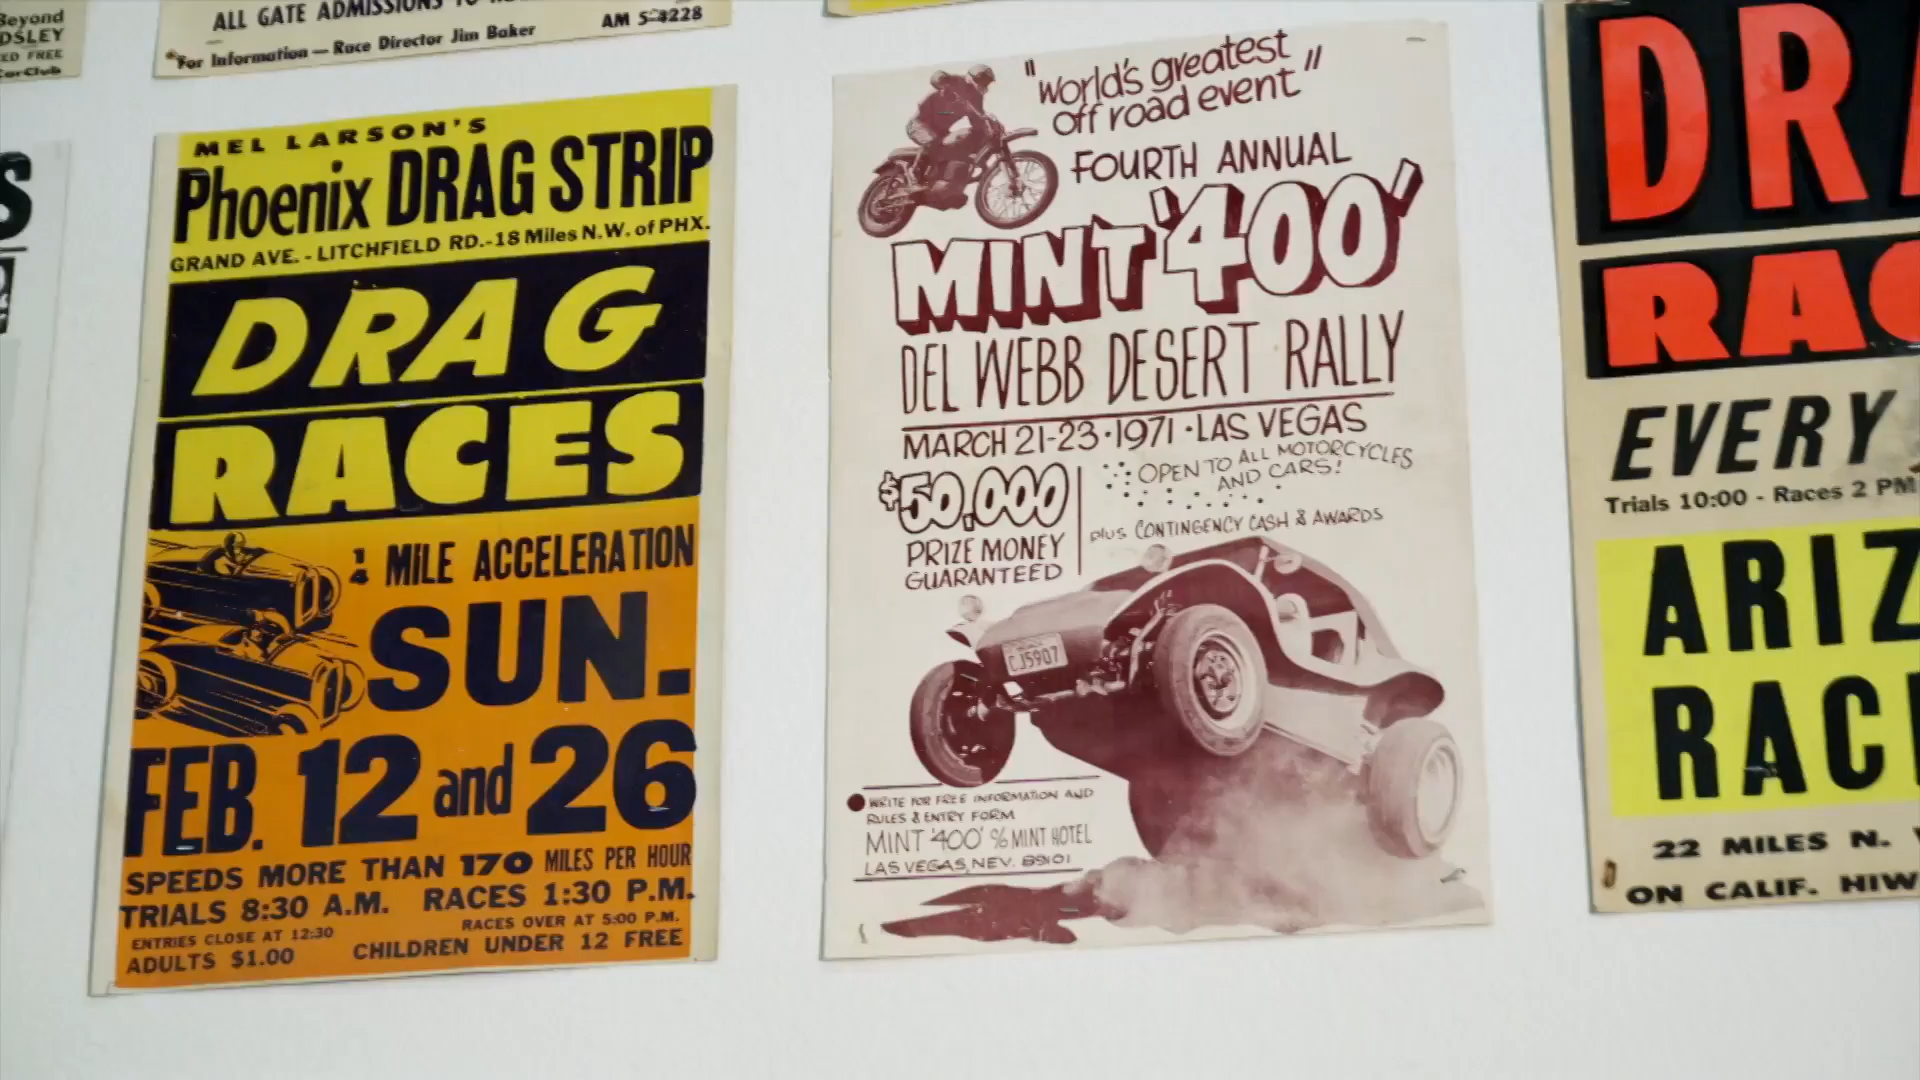 Beyond
DSLEY
ED FREE
Car Club
ALL GATE ADMISSIONS TO
For Information — Race Director Jim Baker
AM 5-4228
S
MEL LARSON'S
Phoenix DRAG STRIP
GRAND AVE. - LITCHFIELD RD.-18 Miles N.W. of PHX.
DRAG
RACES
1/4 MILE ACCELERATION
SUN.
FEB. 12 and 26
SPEEDS MORE THAN 170 MILES PER HOUR
TRIALS 8:30 A.M. RACES 1:30 P.M.
ENTRIES CLOSE AT 12:30 RACES OVER AT 5:00 P.M.
ADULTS $1.00 CHILDREN UNDER 12 FREE
"World's greatest
off road event"
FOURTH ANNUAL
MINT '400'
DEL WEBB DESERT RALLY
MARCH 21-23 • 1971 • LAS VEGAS
$50,000
PRIZE MONEY
GUARANTEED
OPEN TO ALL MOTORCYCLES
AND CARS!
plus CONTINGENCY CASH & AWARDS
CJ5907
WRITE FOR FREE INFORMATION AND
RULES & ENTRY FORM
MINT '400' % MINT HOTEL
LAS VEGAS, NEV. 89101
DRA
RAC
EVERY
Trials 10:00 - Races 2 PM
ARIZ
RACI
22 MILES N.
ON CALIF. HIW